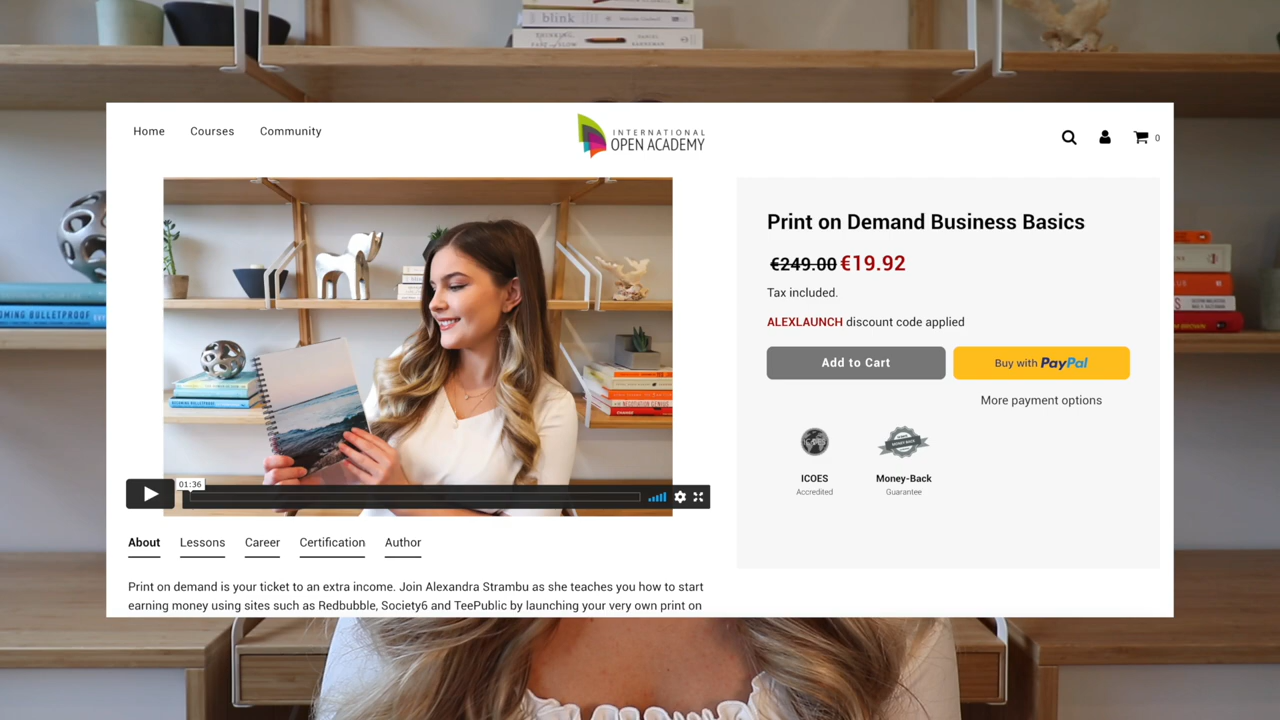 blink
Home
Courses
Community
INTERNATIONAL
OPEN ACADEMY
0
Print on Demand Business Basics
€249.00 €19.92
Tax included.
ALEXLAUNCH discount code applied
Add to Cart
Buy with PayPal
More payment options
ICOES
Accredited
Money-Back
Guarantee
01:36
About
Lessons
Career
Certification
Author
Print on demand is your ticket to an extra income. Join Alexandra Strambu as she teaches you how to start
earning money using sites such as Redbubble, Society6 and TeePublic by launching your very own print on